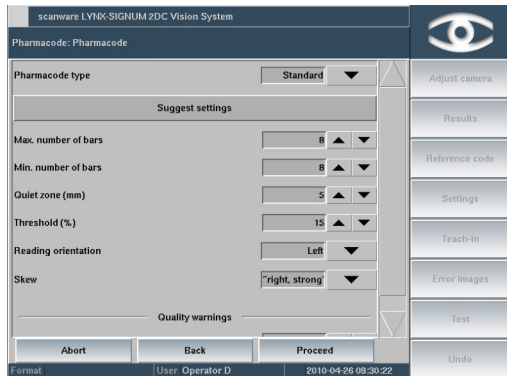 scanware LYNX-SIGNUM 2DC Vision System
Pharmacode: Pharmacode
Pharmacode type Standard
Suggest settings
Max. number of bars 8
Min. number of bars 8
Quiet zone (mm) 5
Threshold (%) 15
Reading orientation Left
Skew "right, strong"
Quality warnings
Abort Back Proceed
Format User Operator D 2010-04-26 09:30:22
Adjust camera
Results
Reference code
Settings
Teach-in
Error images
Test
Undo